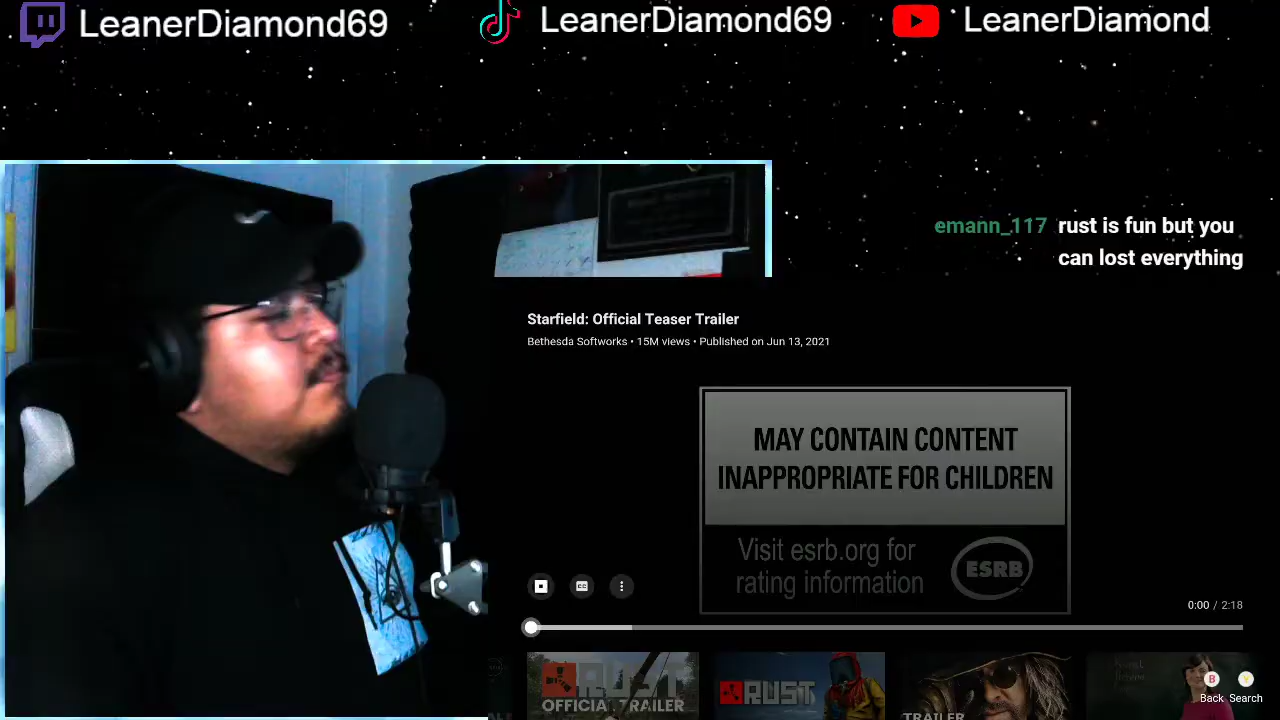 LeanerDiamond69
LeanerDiamond69
LeanerDiamond
emann_117 rust is fun but you
can lost everything
Starfield: Official Teaser Trailer
Bethesda Softworks • 15M views • Published on Jun 13, 2021
MAY CONTAIN CONTENT
INAPPROPRIATE FOR CHILDREN
Visit esrb.org for
rating information
ESRB
CC
0:00 / 2:18
RUST
OFFICIAL TRAILER
RUST
TRAILER
B
Y
Back
Search